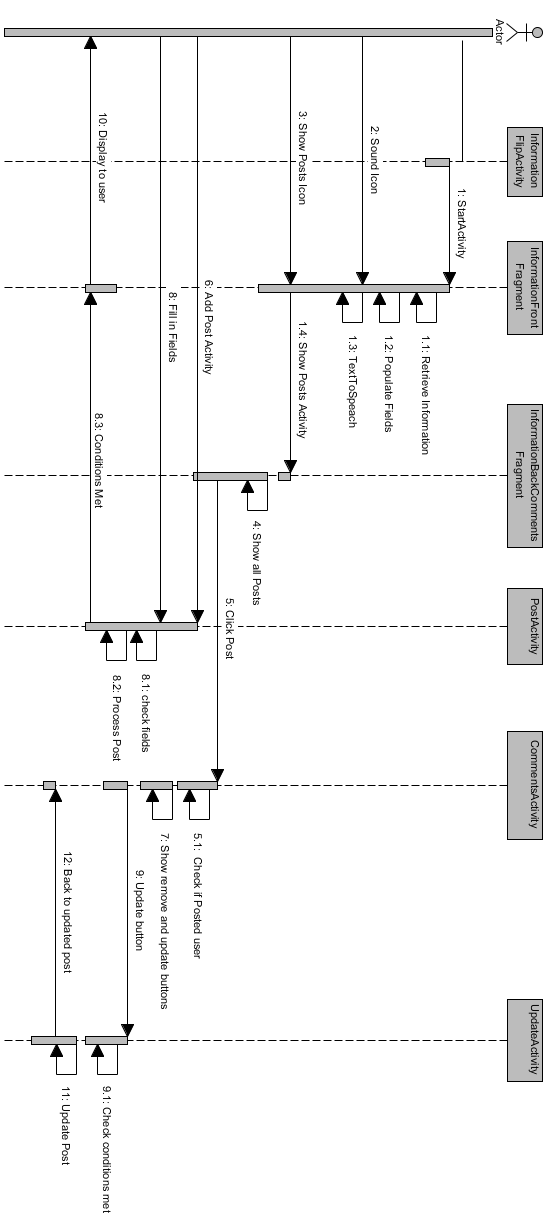 Actor
Information
FlipActivity
InformationFront
Fragment
InformationBackComments
Fragment
PostActivity
CommentsActivity
UpdateActivity
1: StartActivity
1.1: Retrieve Information
1.2: Populate Fields
2: Sound Icon
1.3: TextToSpeach
3: Show Posts Icon
1.4: Show Posts Activity
4: Show all Posts
5: Click Post
6: Add Post Activity
5.1:  Check if Posted user
8: Fill in Fields
7: Show remove and update buttons
8.1: check fields
9: Update button
8.2: Process Post
10: Display to user
8.3: Conditions Met
9.1: Check conditions met
12: Back to updated post
11: Update Post